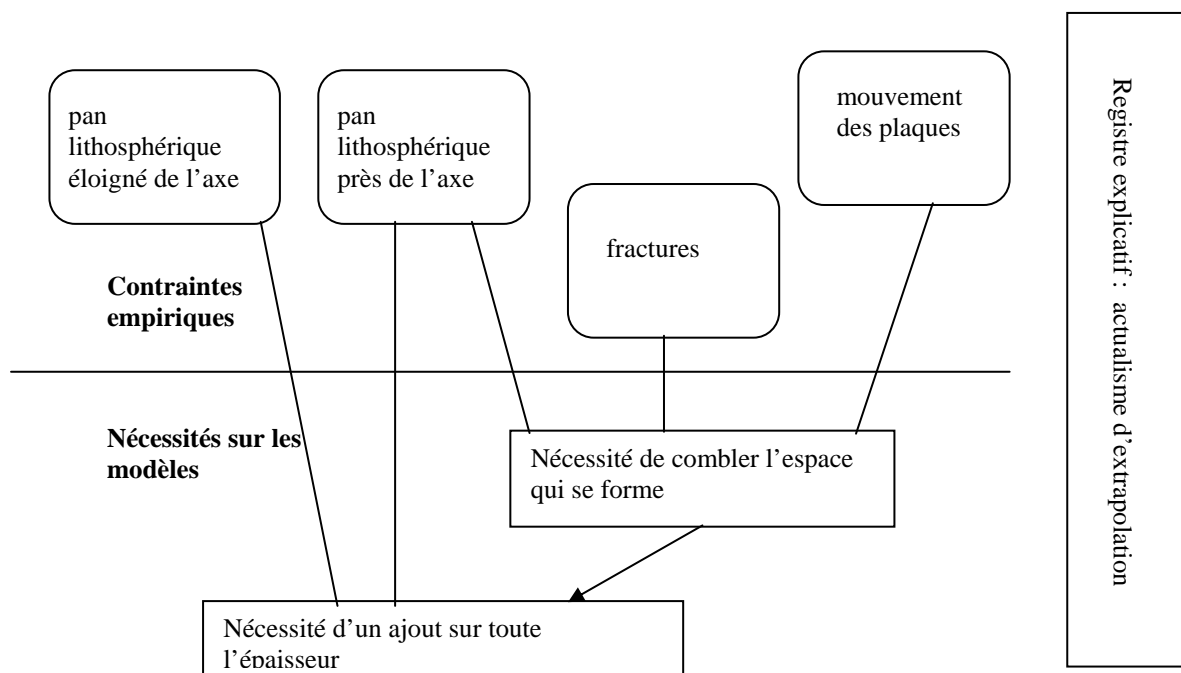 pan
lithosphérique
éloigné de l’axe
pan
lithosphérique
près de l’axe
mouvement
des plaques
fractures
Contraintes
empiriques
Nécessités sur les
modèles
Nécessité de combler l’espace
qui se forme
Nécessité d’un ajout sur toute
l’épaisseur
Registre explicatif :  actualisme d’extrapolation